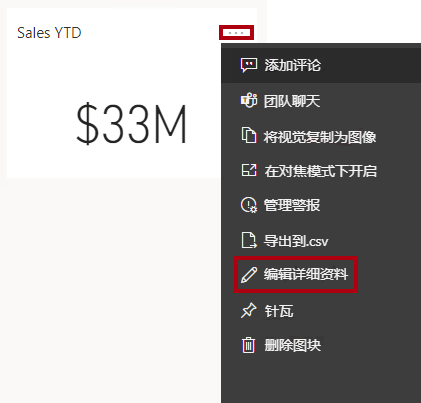 Sales YTD
$33M
添加评论
团队聊天
将视觉复制为图像
在对焦模式下开启
管理警报
导出到.csv
编辑详细资料
针瓦
删除图块